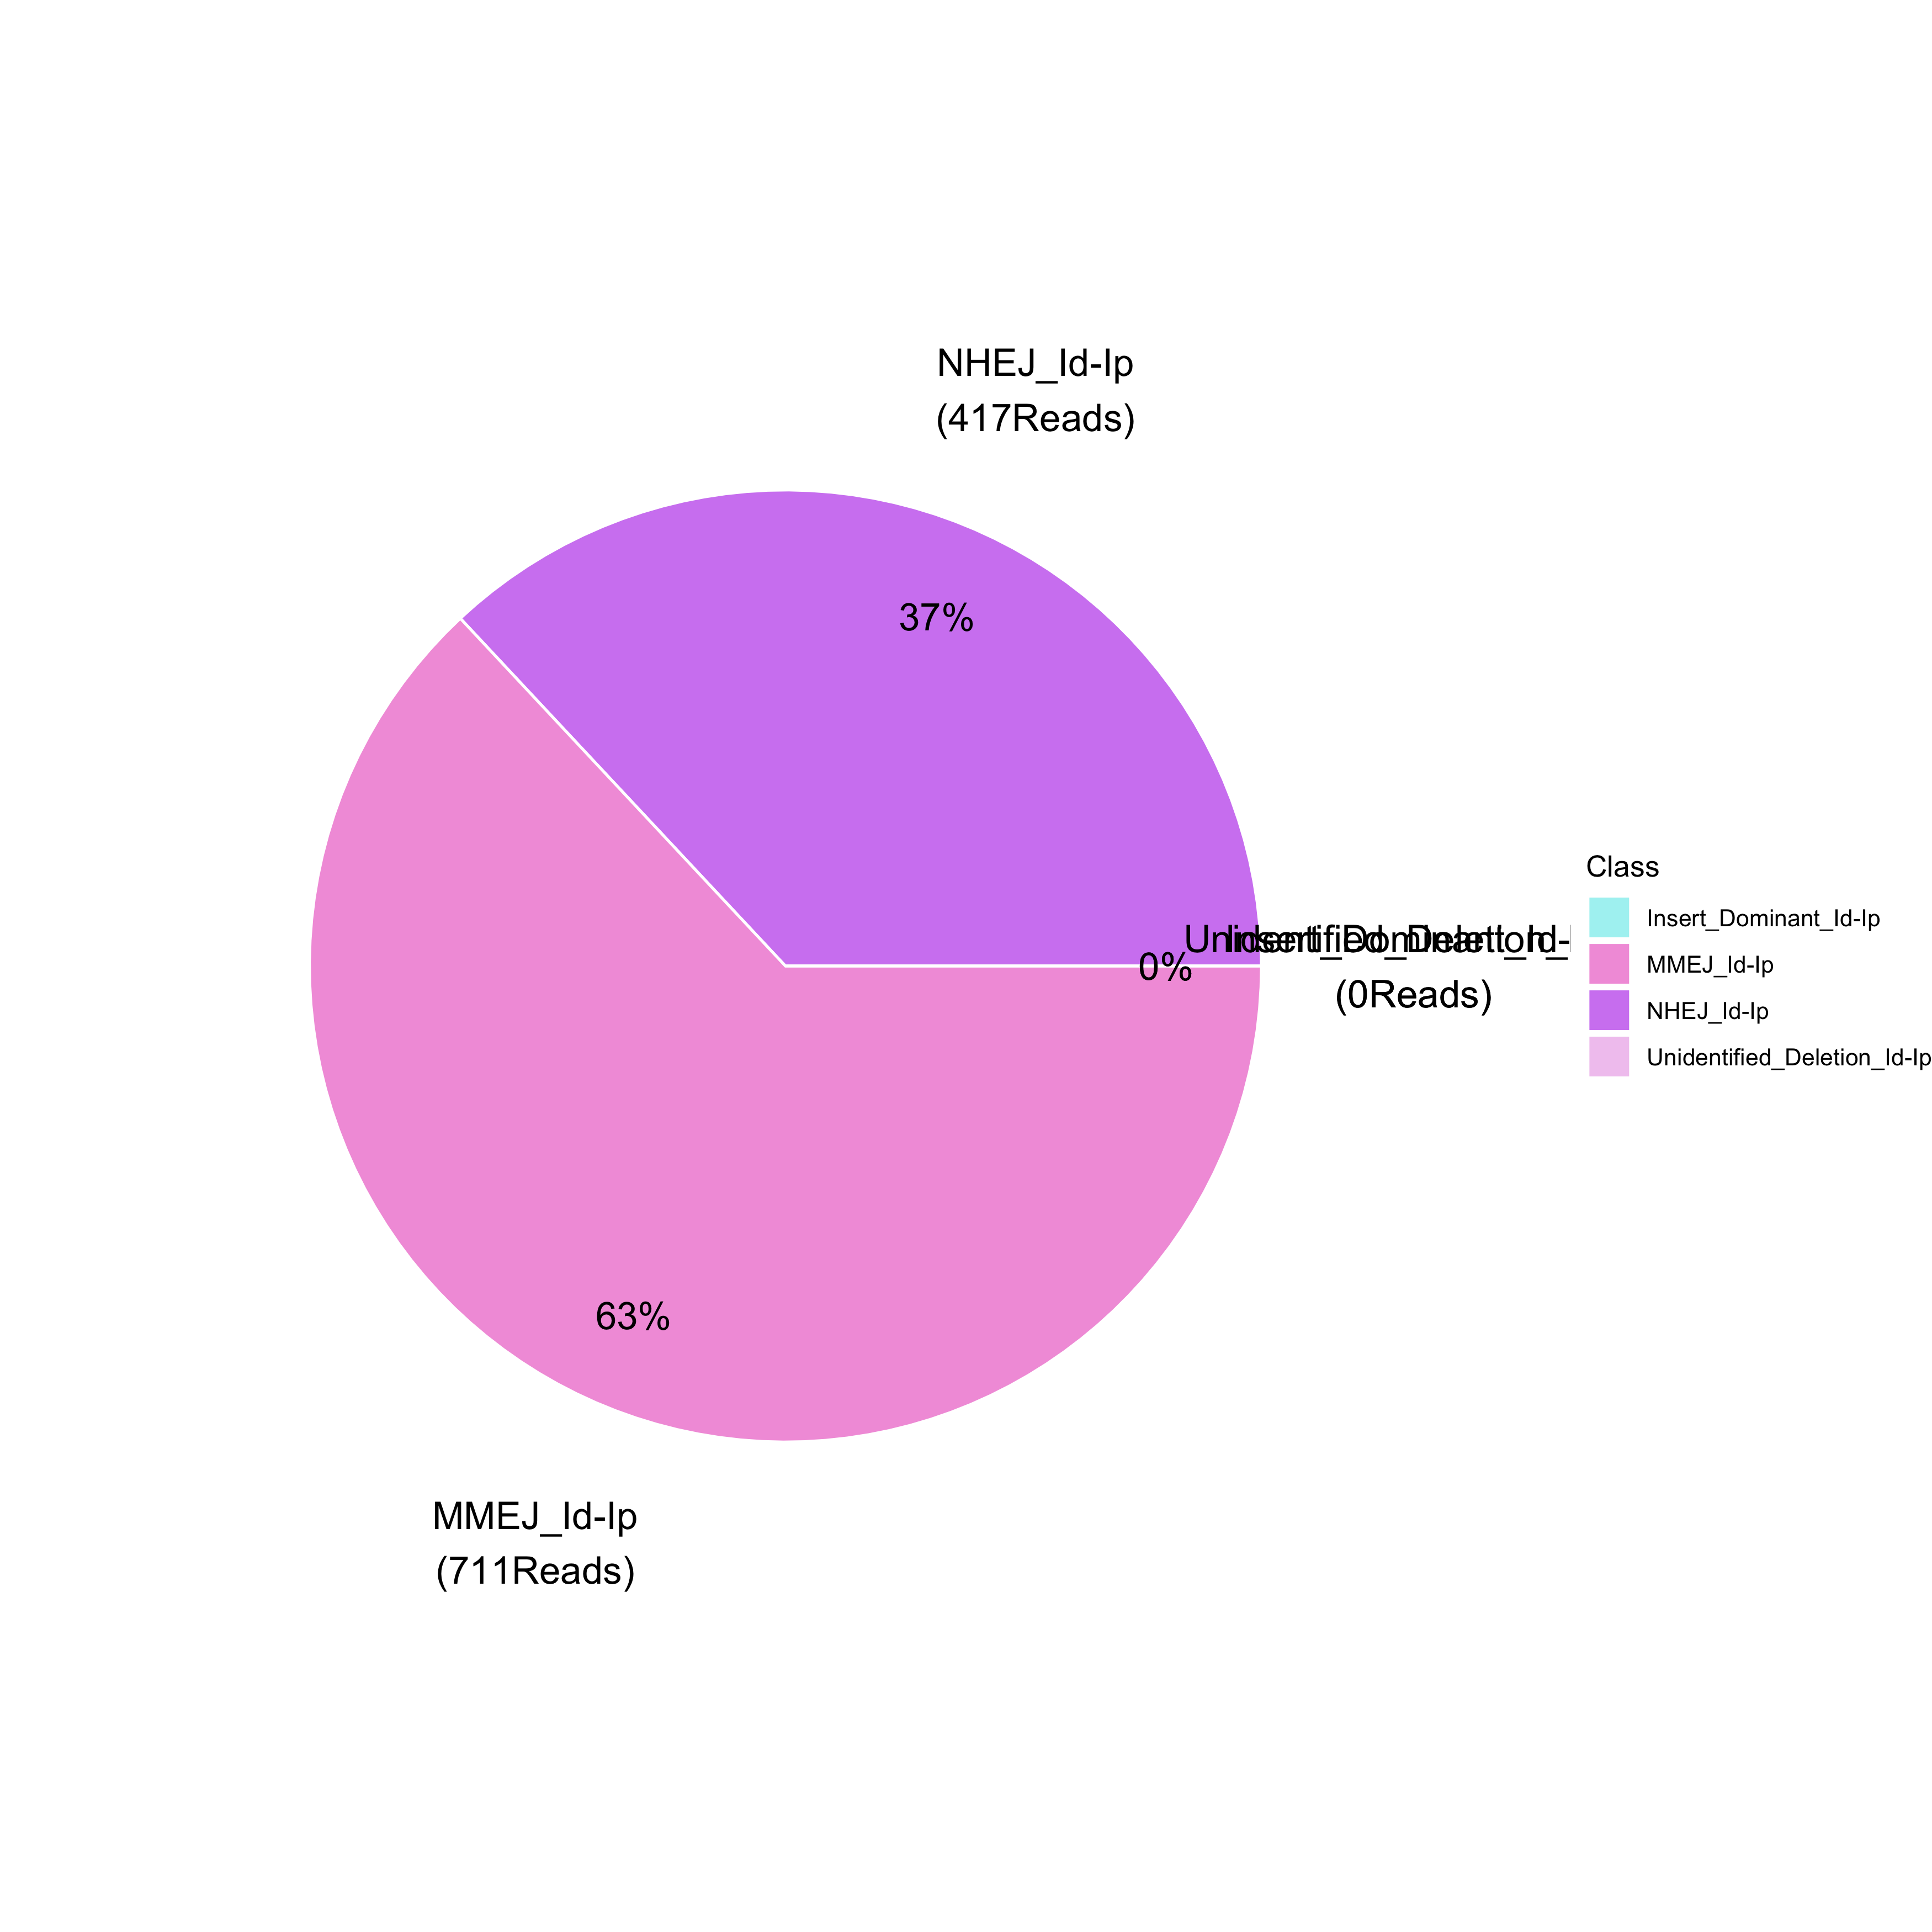 NHEJ_Id-Ip
(417Reads)
37%
0%
(0Reads)
63%
MMEJ_Id-Ip
(711Reads)
Class
Insert_Dominant_Id-Ip
MMEJ_Id-Ip
NHEJ_Id-Ip
Unidentified_Deletion_Id-Ip